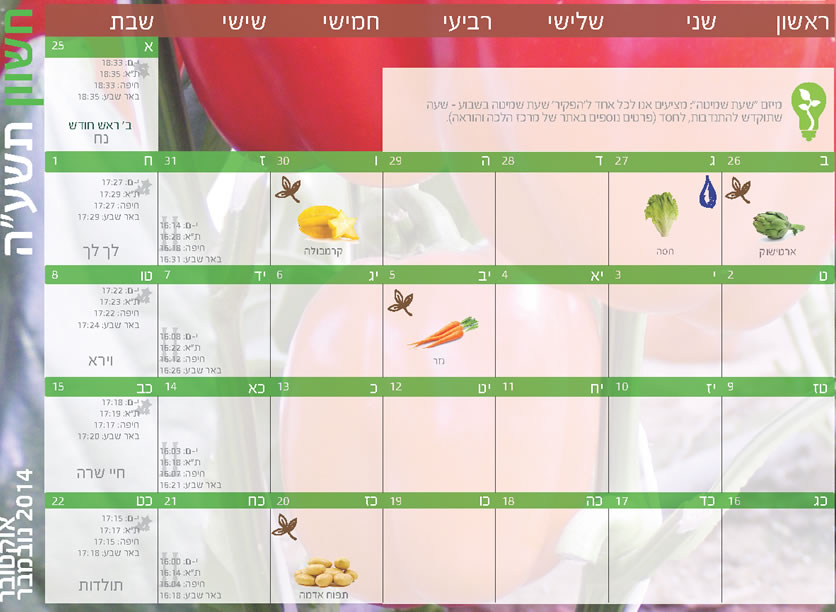 חשוון תשע"ה
אוקטובר
נובמבר 2014
ראשון שני שלישי רביעי חמישי שישי שבת
א 25
י-ם: 18:33
ת"א: 18:35
חיפה: 18:33
באר שבע: 18:35
ב' ראש חודש
נח
מיזם "שעת שמיטה": מציעים אנו לכל אחד ל'הפקיר' שעת שמיטה בשבוע - שעה
שתוקדש להתנדבות, לחסד (פרטים נוספים באתר של מרכז הלכה והוראה).
ב 26 ג 27 ד 28 ה 29 ו 30 ז 31 ח 1
ארטישוק
חסה
קרמבולה
י-ם: 16:14
ת"א: 16:28
חיפה: 16:18
באר שבע: 16:31
י-ם: 17:27
ת"א: 17:29
חיפה: 17:27
באר שבע: 17:29
לך לך
ט 2 י 3 יא 4 יב 5 יג 6 יד 7 טו 8
גזר
י-ם: 16:08
ת"א: 16:22
חיפה: 16:12
באר שבע: 16:26
י-ם: 17:22
ת"א: 17:23
חיפה: 17:22
באר שבע: 17:24
וירא
טז 9 יז 10 יח 11 יט 12 כ 13 כא 14 כב 15
י-ם: 16:03
ת"א: 16:18
חיפה: 16:07
באר שבע: 16:21
י-ם: 17:18
ת"א: 17:19
חיפה: 17:17
באר שבע: 17:20
חיי שרה
כג 16 כד 17 כה 18 כו 19 כז 20 כח 21 כט 22
תפוח אדמה
י-ם: 16:00
ת"א: 16:14
חיפה: 16:04
באר שבע: 16:18
י-ם: 17:15
ת"א: 17:17
חיפה: 17:15
באר שבע: 17:18
תולדות